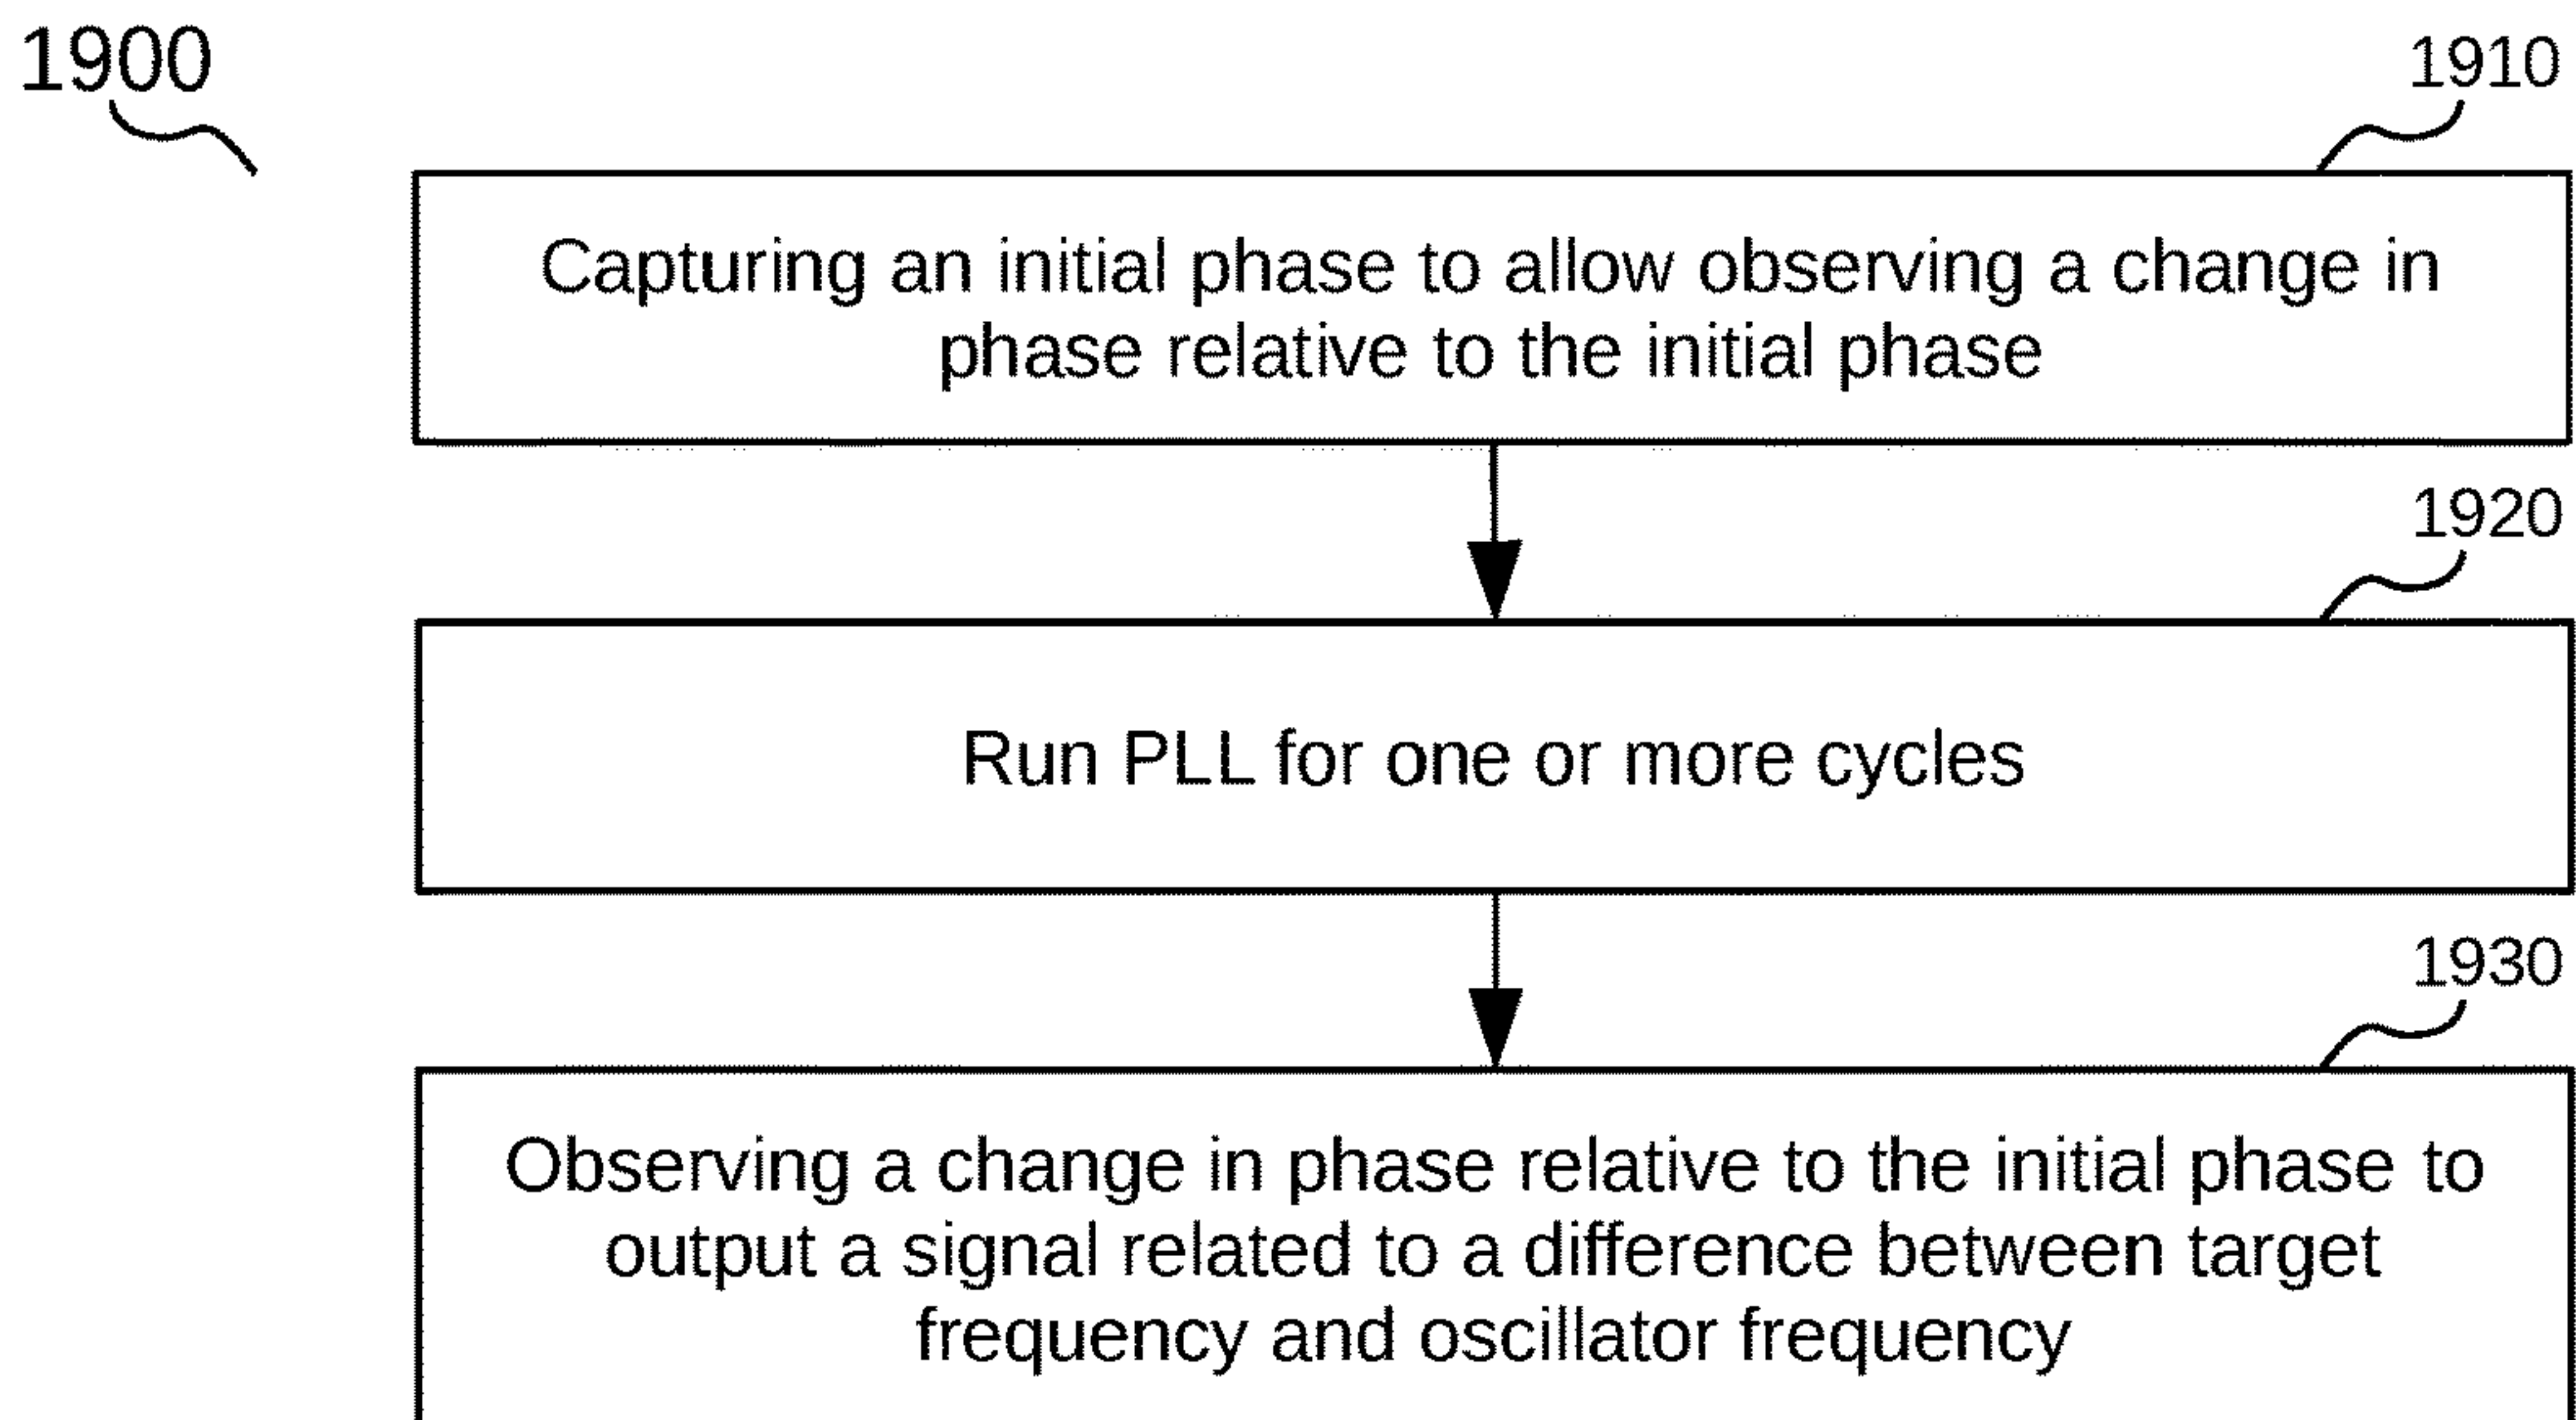 1900
1910
Capturing an initial phase to allow observing a change in
phase relative to the initial phase
1920
Run PLL for one or more cycles
1930
Observing a change in phase relative to the initial phase to
output a signal related to a difference between target
frequency and oscillator frequency